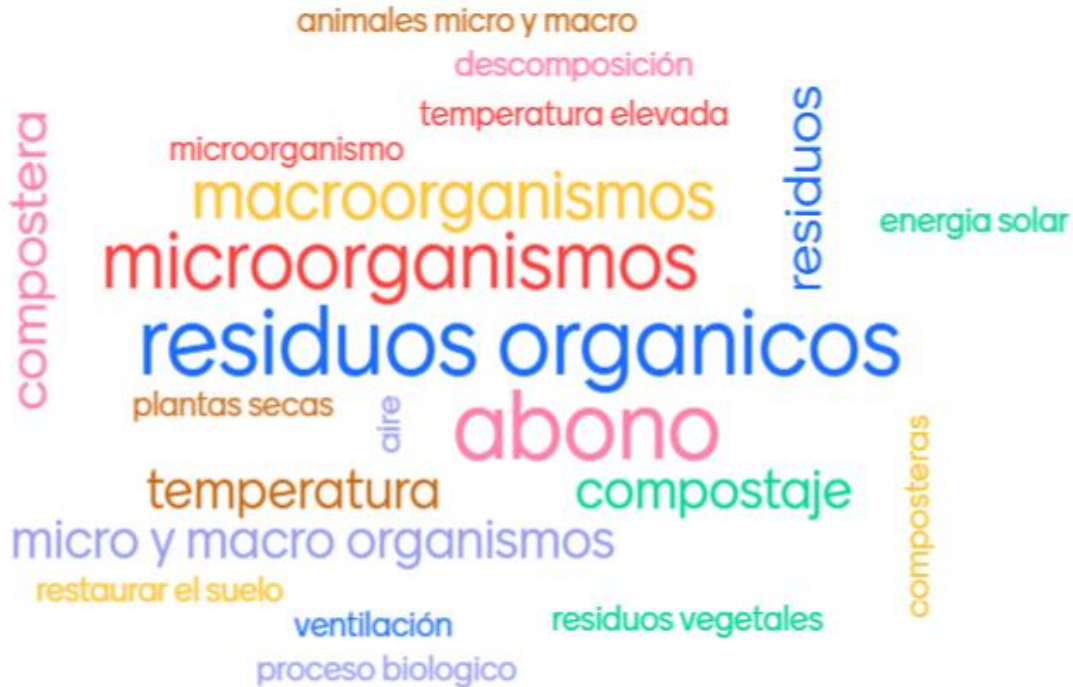 animales micro y macro
descomposición
temperatura elevada
microorganismo
macroorganismos
residuos
compostera
energia solar
microorganismos
residuos organicos
plantas secas
aire
abono
composteras
temperatura
compostaje
micro y macro organismos
restaurar el suelo
ventilación
residuos vegetales
proceso biologico